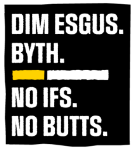 DIM ESGUS.
BYTH.
NO IFS.
NO BUTTS.